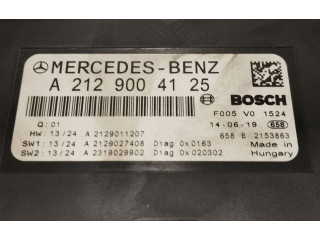 MERCEDES-BENZ
A 212 900 41 25
BOSCH
F005 V0 1524
Q: 01
14-06-19 658
HW: 13/24 A 2129011207
658 B 2153863
SW1: 13/24 A 2129027408 Diag 0x0163
Made in
SW2: 13/24 A 2319029902 Diag 0x020302
Hungary